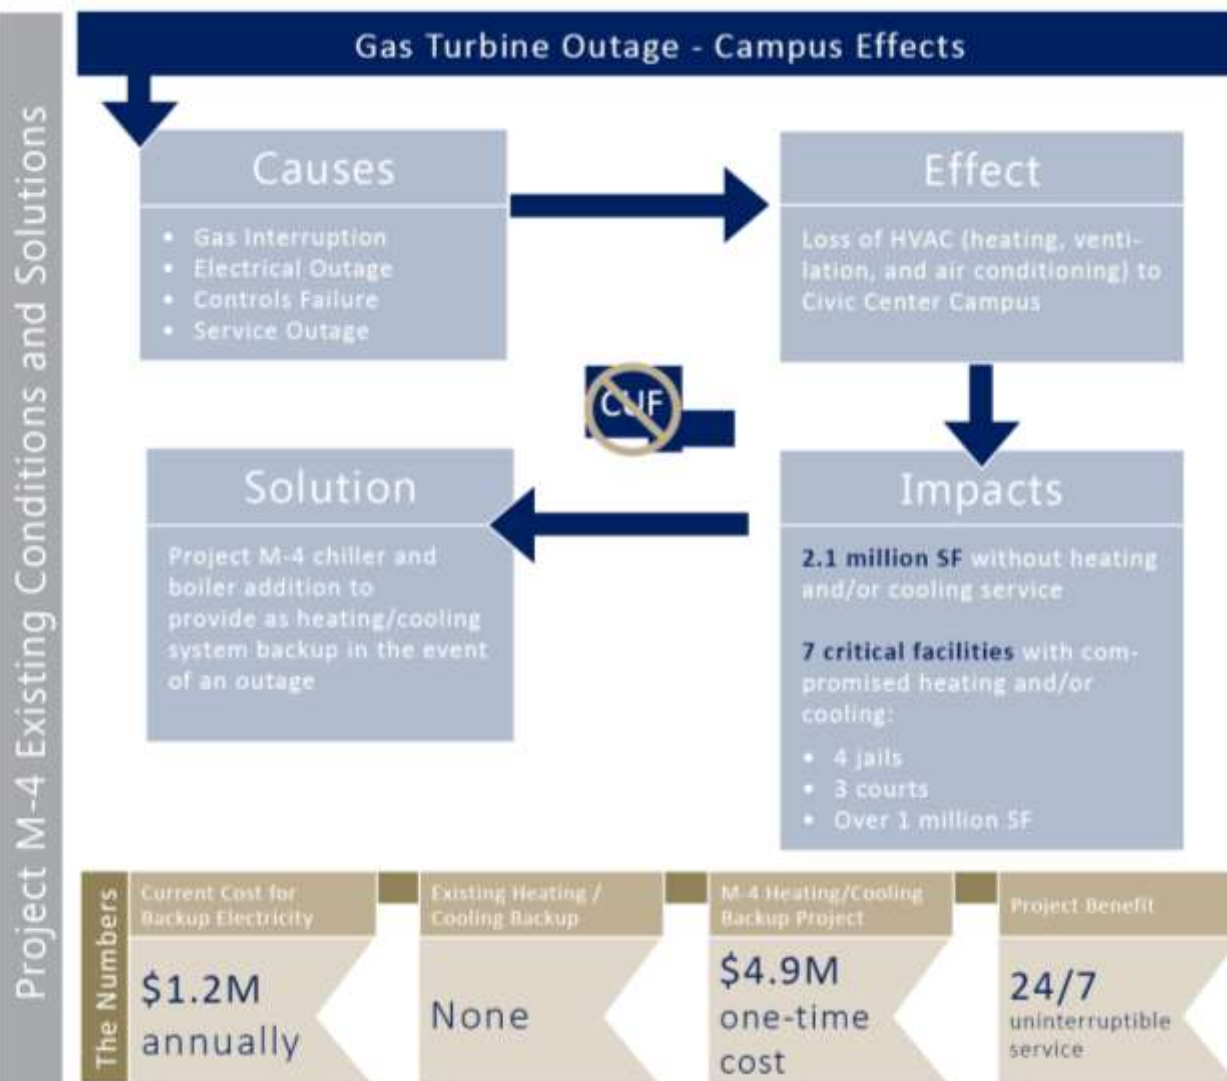 Project M-4 Existing Conditions and Solutions
Gas Turbine Outage - Campus Effects
Causes
• Gas Interruption
• Electrical Outage
• Controls Failure
• Service Outage
Effect
Loss of HVAC (heating, venti-
lation, and air conditioning) to
Civic Center Campus
CUF
Impacts
2.1 million SF without heating
and/or cooling service
7 critical facilities with com-
promised heating and/or
cooling:
• 4 jails
• 3 courts
• Over 1 million SF
Solution
Project M-4 chiller and
boiler addition to
provide as heating/cooling
system backup in the event
of an outage
The Numbers
Current Cost for
Backup Electricity
$1.2M
annually
Existing Heating /
Cooling Backup
None
M-4 Heating/Cooling
Backup Project
$4.9M
one-time
cost
Project Benefit
24/7
uninterruptible
service